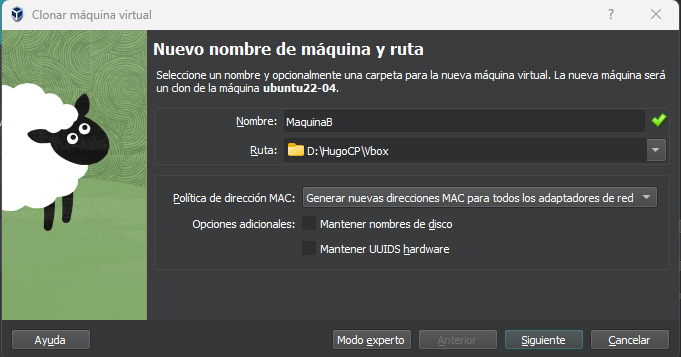 Clonar máquina virtual
Nuevo nombre de máquina y ruta
Seleccione un nombre y opcionalmente una carpeta para la nueva máquina virtual. La nueva máquina será
un clon de la máquina ubuntu22-04.
Nombre: MaquinaB
Ruta: D:\HugoCP\Vbox
Política de dirección MAC: Generar nuevas direcciones MAC para todos los adaptadores de red
Opciones adicionales: Mantener nombres de disco
Mantener UUIDS hardware
Ayuda Modo experto Anterior Siguiente Cancelar